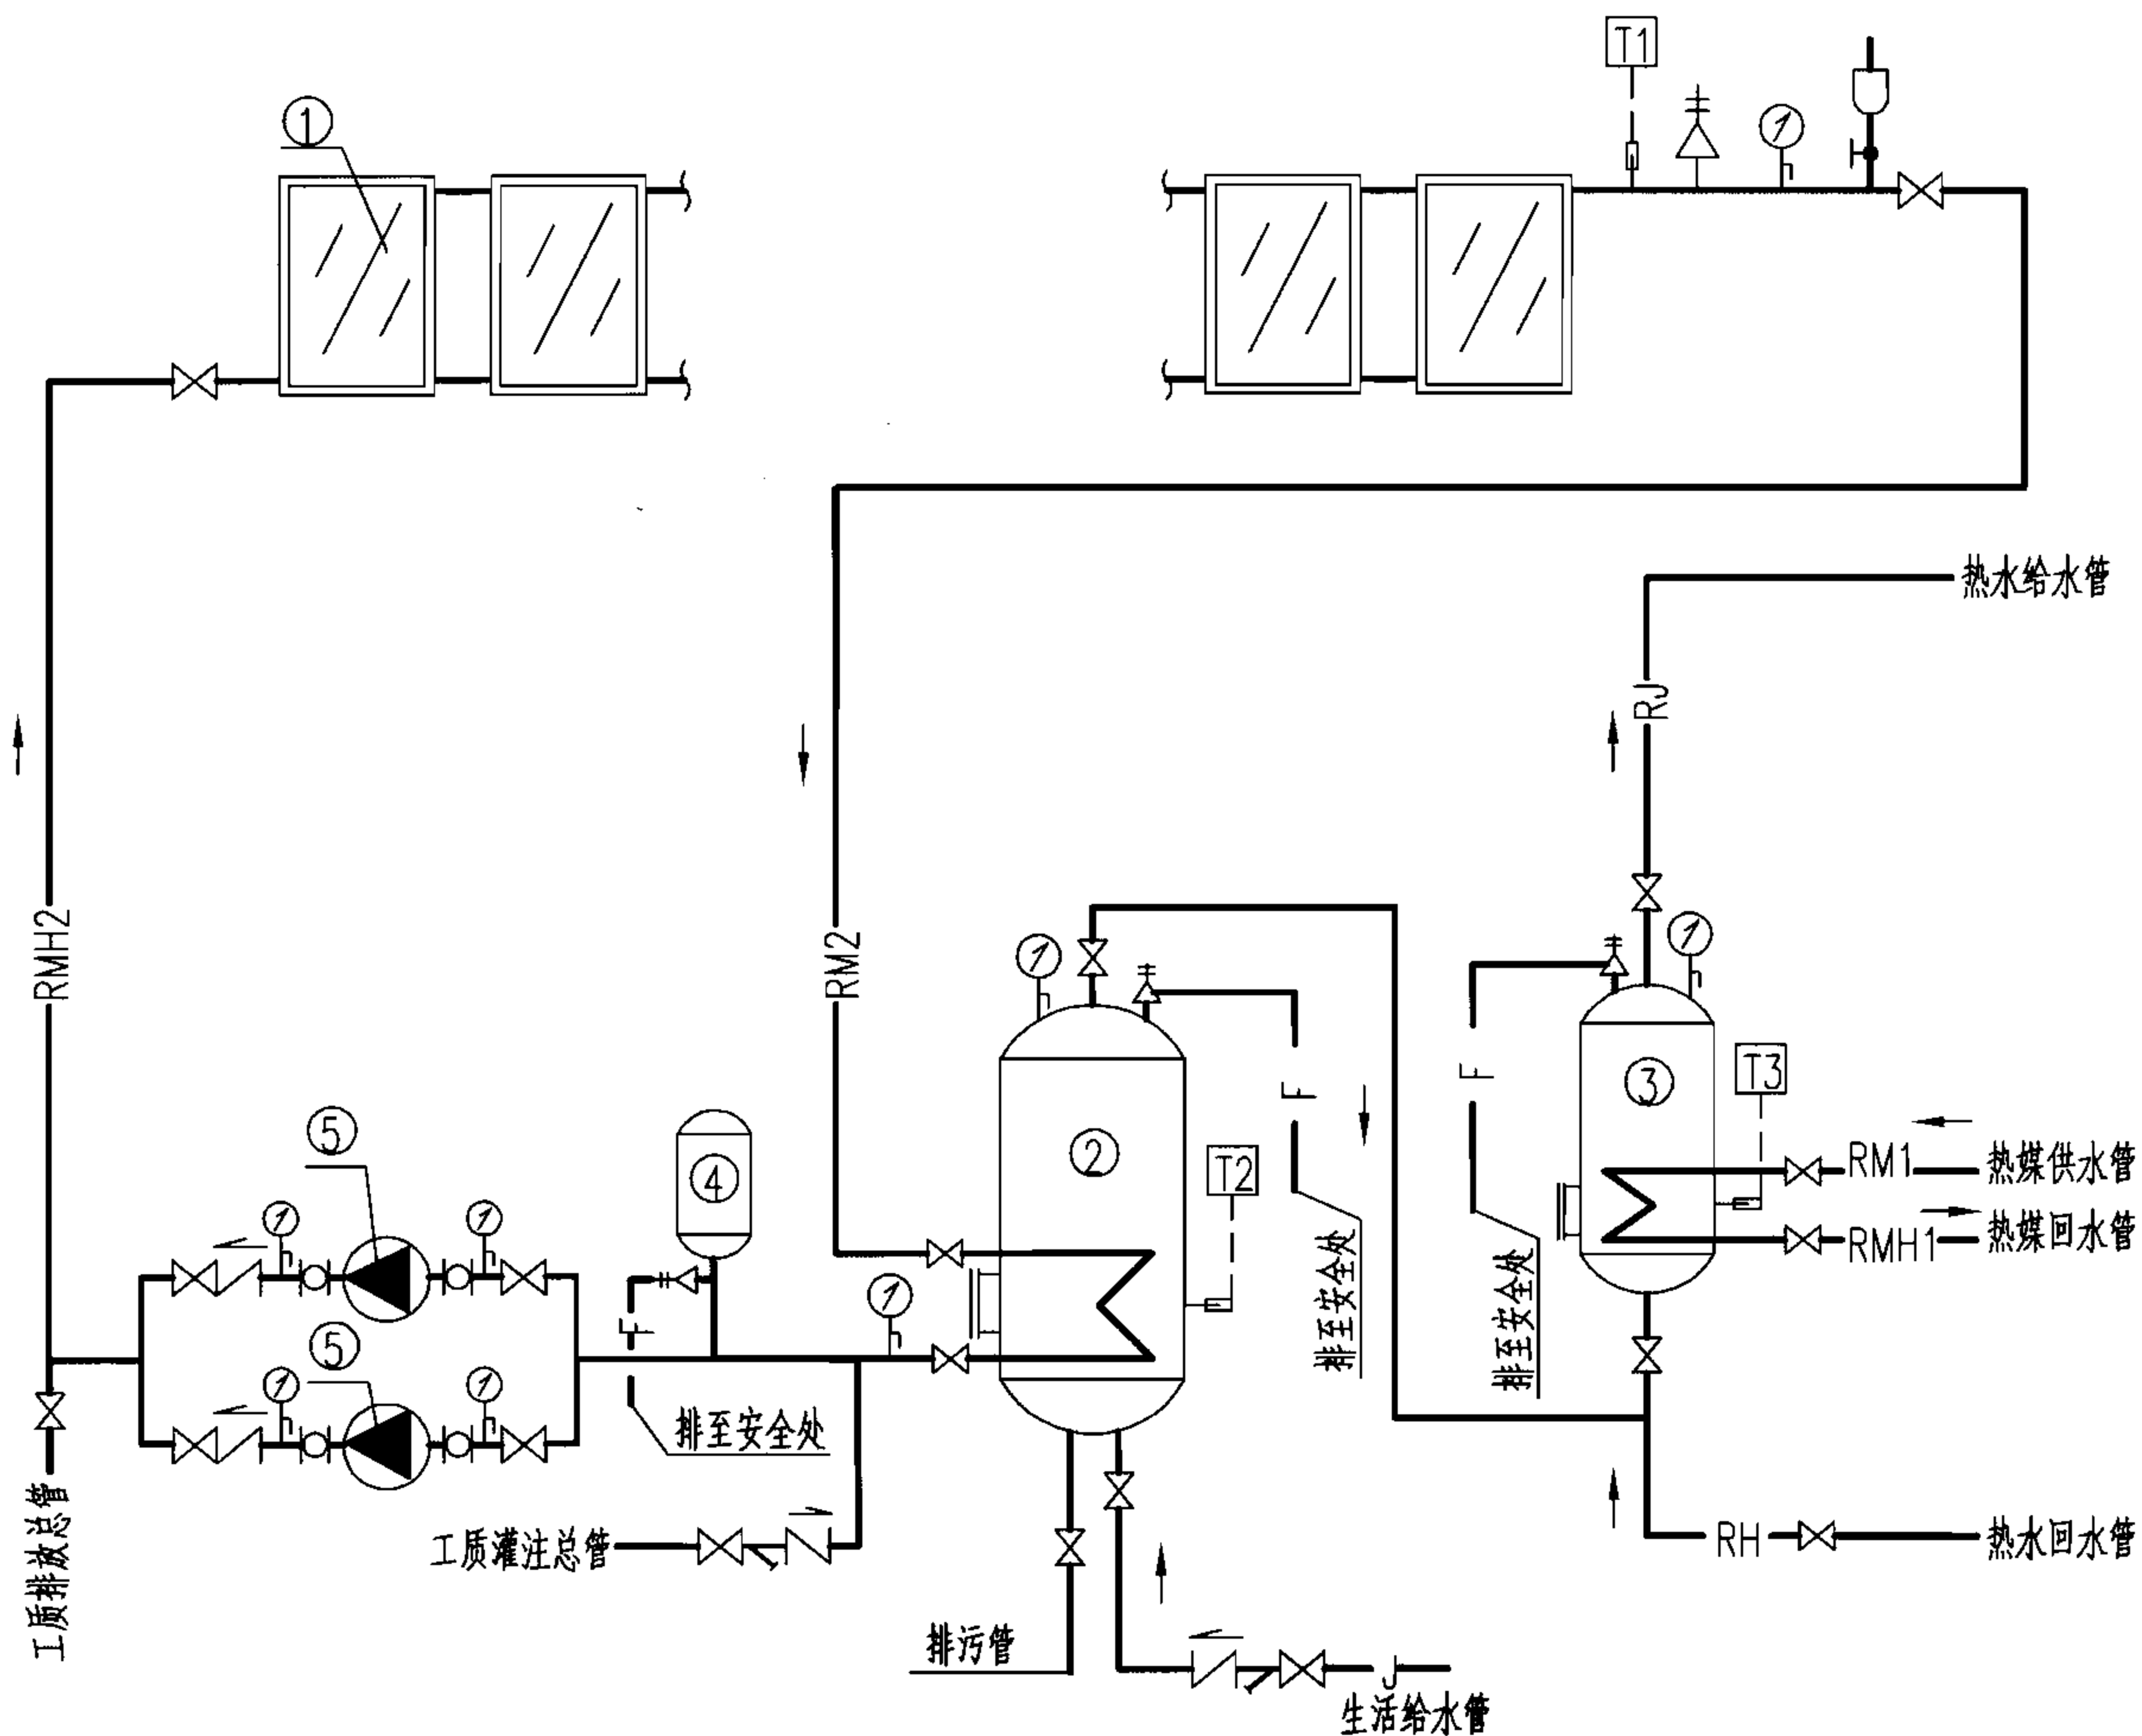 T1
①
热水给水管
RJ
RMH2
RM2
F
F
③
T3
②
⑤
④
T2
RM1
热媒供水管
RMH1
热媒回水管
F
排至安全处
排至安全处
⑤
排至安全处
工质排放总管
工质灌注总管
RH
热水回水管
排污管
J
生活给水管